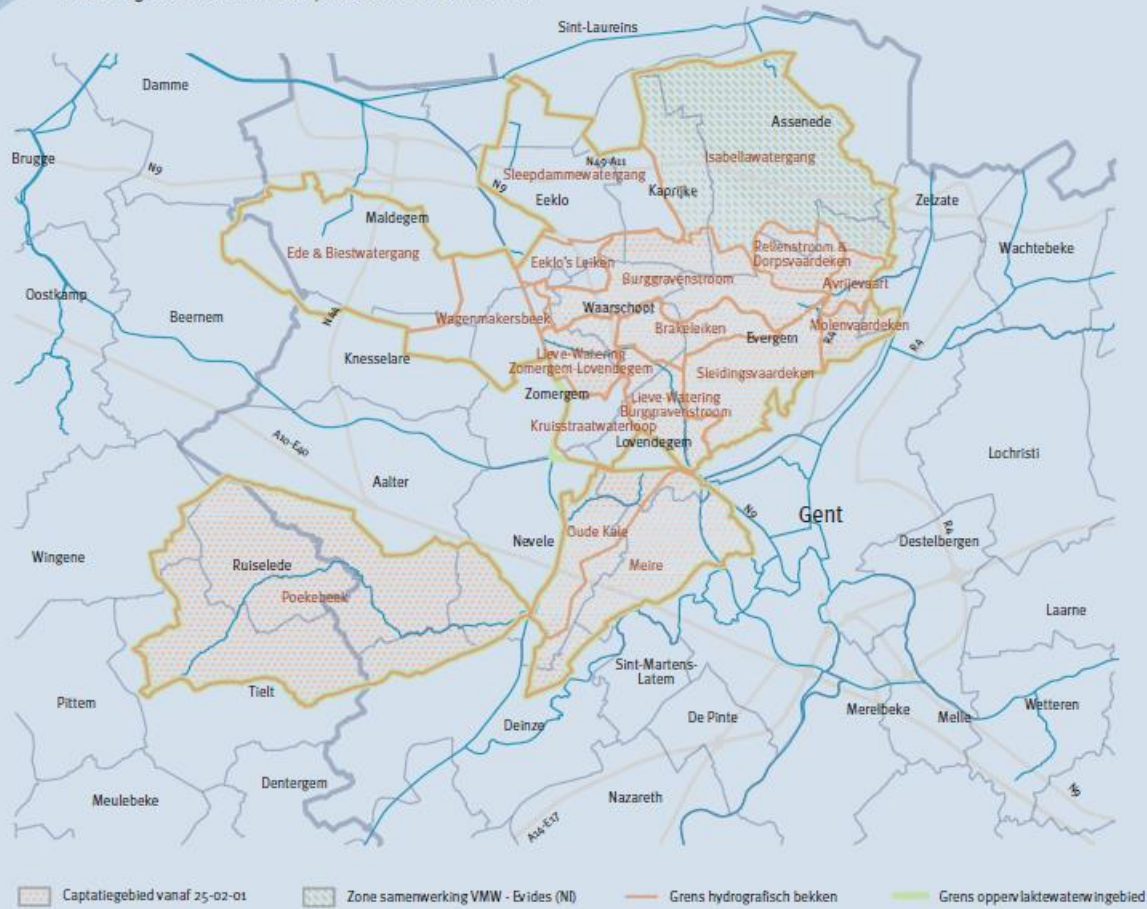 Sint-Laureins
Damme
Assenede
Brugge
N9
N49-A11
Isabellawatergang
Sleepdammewatergang
N9
Kaprijke
Eeklo
Zelzate
Maldegem
Rellenstroom &
Dorpsvaardeken
Wachtebeke
Ede & Biestwatergang
Eeklo's Leiken
Burggravenstroom
Avrijevaart
Oostkamp
Waarschoot
Beernem
N44
Wagenmakersbeek
Brakeleiken
Evergem
Molenvaardeken
R4
R4
Knesselare
Lieve-Watering
Zomergem-Lovendegem
Sleidingsvaardeken
Zomergem
Lieve-Watering
Burggravenstroom
Kruisstraatwaterloop
Lovendegem
A10-E40
Lochristi
Aalter
N9
Gent
Oude Kale
R4
Nevele
Destelbergen
Wingene
Ruiselede
Meire
Poekebeek
Laarne
Sint-Martens-
Latem
Tielt
Pittem
Deinze
De Pinte
Merelbeke
Melle
Wetteren
Dentergem
N9
Meulebeke
Nazareth
A14-E17
Captatiegebied vanaf 25-02-01
Zone samenwerking VMW - Evides (Nl)
Grens hydrografisch bekken
Grens oppervlaktewaterwingebied